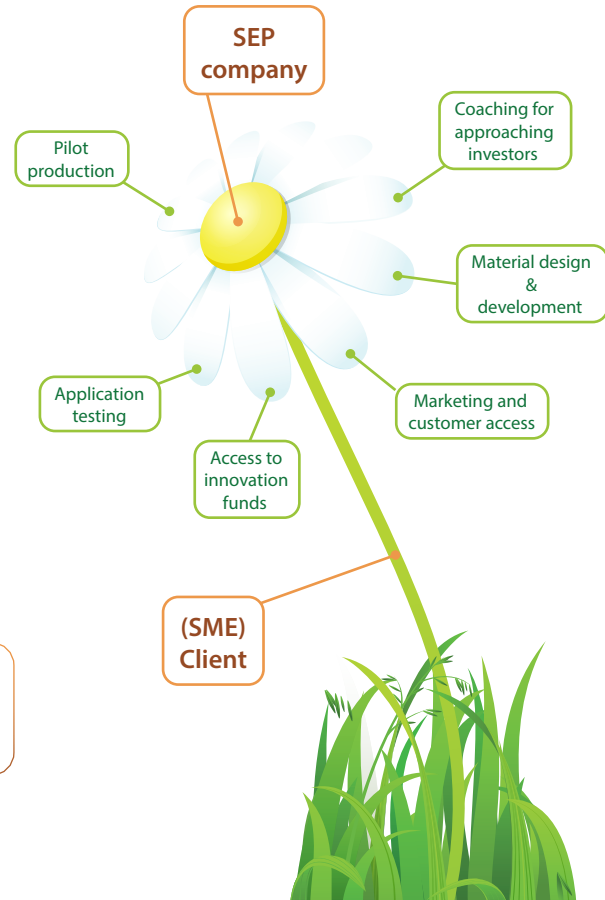 SEP
company
Coaching for
approaching
investors
Pilot
production
Material design
&
development
Application
testing
Marketing and
customer access
Access to
innovation
funds
(SME)
Client